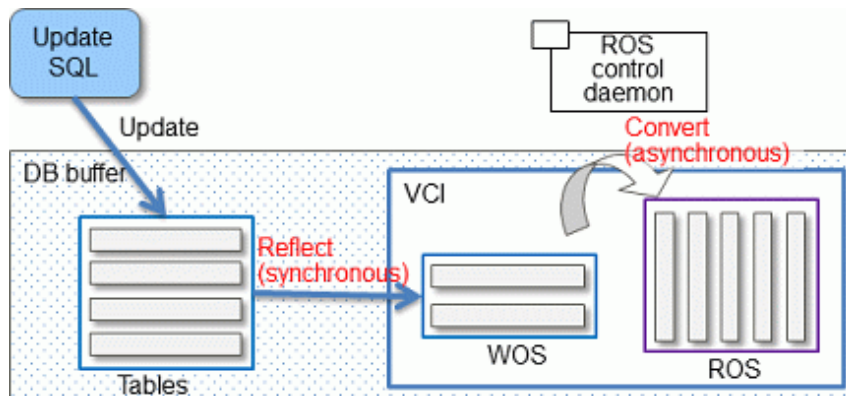 Update
SQL
ROS
control
daemon
Update
Convert
(asynchronous)
DB buffer
VCI
Reflect
(synchronous)
WOS
ROS
Tables